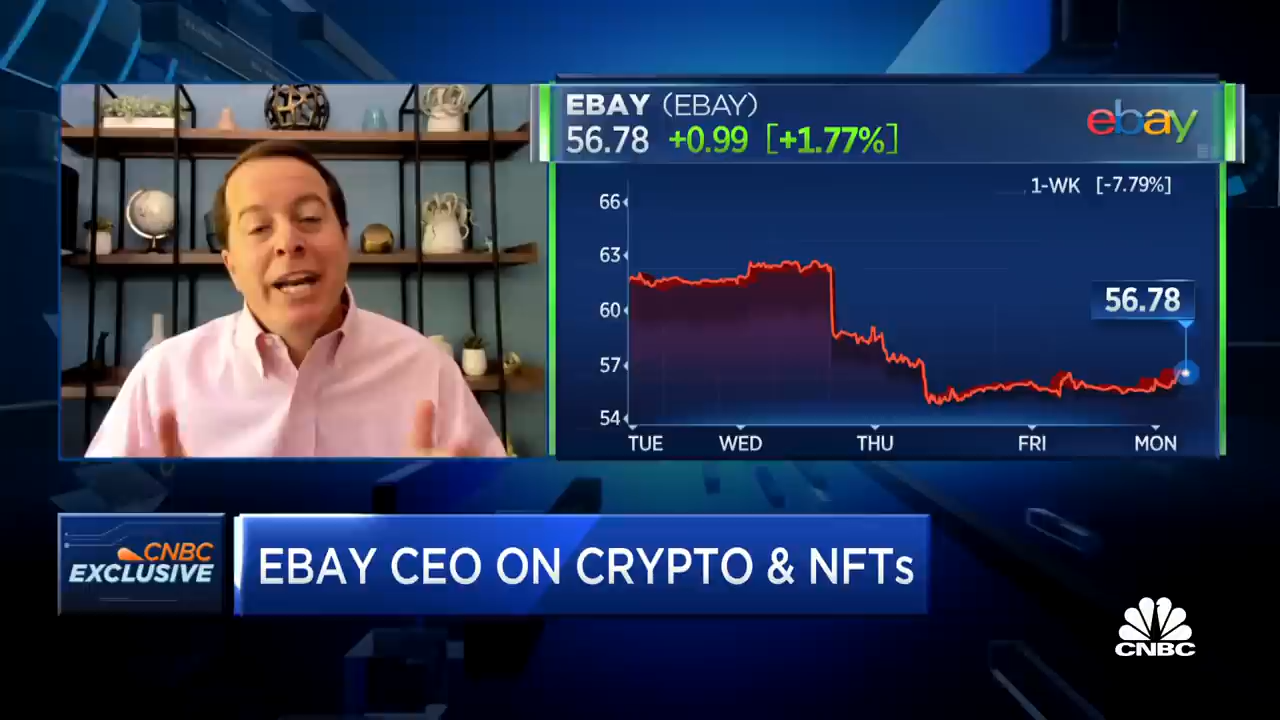 EBAY (EBAY)
56.78 +0.99 [+1.77%]
ebay
1-WK [-7.79%]
66
63
60
57
54
56.78
TUE WED THU FRI MON
CNBC
EXCLUSIVE
EBAY CEO ON CRYPTO & NFTs
CNBC